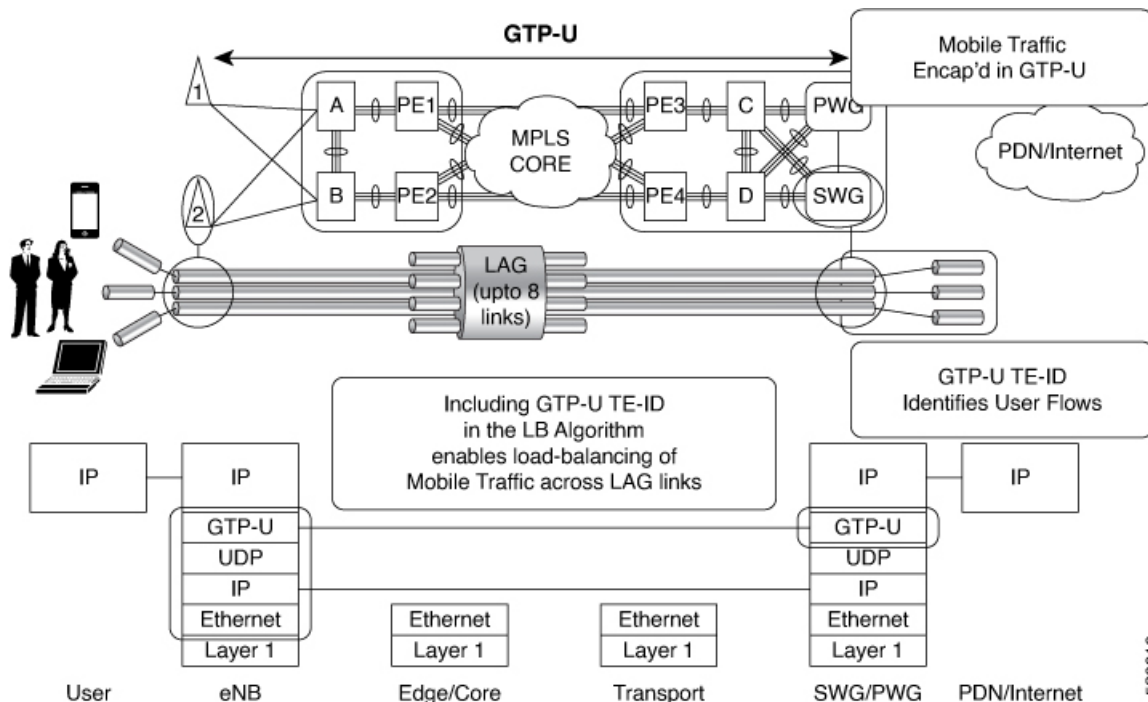 GTP-U
Mobile Traffic
Encap'd in GTP-U
1
A
PE1
PE3
C
PWG
MPLS
CORE
PDN/Internet
2
B
PE2
PE4
D
SWG
LAG
(upto 8
links)
GTP-U TE-ID
Identifies User Flows
Including GTP-U TE-ID
in the LB Algorithm
enables load-balancing of
Mobile Traffic across LAG links
IP
IP
IP
IP
GTP-U
GTP-U
UDP
UDP
IP
IP
Ethernet
Ethernet
Ethernet
Ethernet
Layer 1
Layer 1
Layer 1
Layer 1
User
eNB
Edge/Core
Transport
SWG/PWG
PDN/Internet